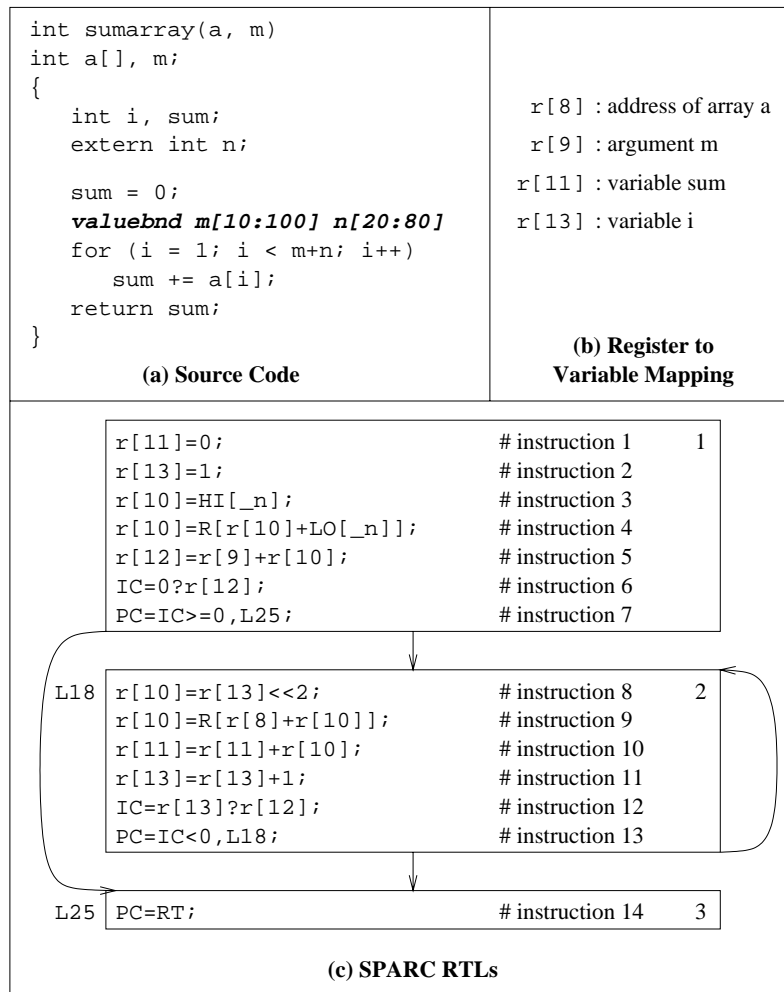 int sumarray(a, m)
int a[], m;
{
int i, sum;
extern int n;
sum = 0;
valuebnd m[10:100] n[20:80]
for (i = 1; i < m+n; i++)
sum += a[i];
return sum;
}
(a) Source Code
r[8] : address of array a
r[9] : argument m
r[11] : variable sum
r[13] : variable i
(b) Register to
Variable Mapping
r[11]=0; # instruction 1 1
r[13]=1; # instruction 2
r[10]=HI[_n]; # instruction 3
r[10]=R[r[10]+LO[_n]]; # instruction 4
r[12]=r[9]+r[10]; # instruction 5
IC=0?r[12]; # instruction 6
PC=IC>=0,L25; # instruction 7
L18 r[10]=r[13]<<2; # instruction 8 2
r[10]=R[r[8]+r[10]]; # instruction 9
r[11]=r[11]+r[10]; # instruction 10
r[13]=r[13]+1; # instruction 11
IC=r[13]?r[12]; # instruction 12
PC=IC<0,L18; # instruction 13
L25 PC=RT; # instruction 14 3
(c) SPARC RTLs